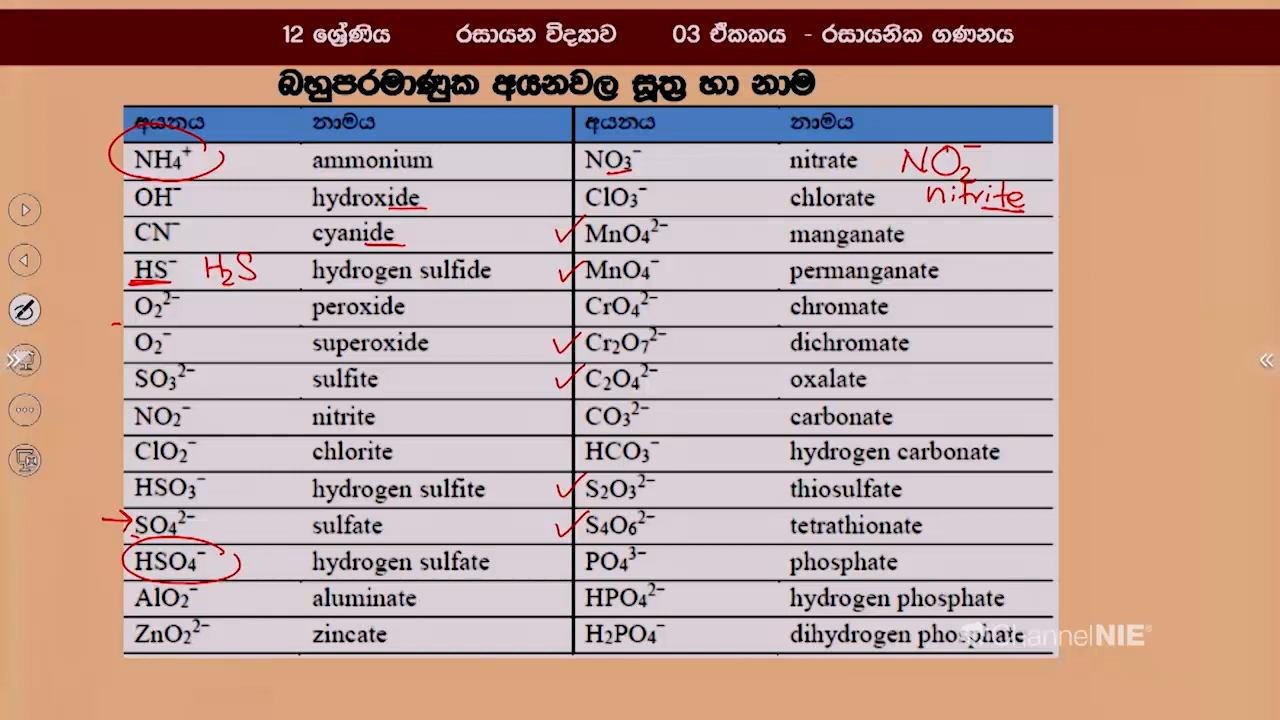 12 ශ්‍රේණිය රසායන විද්‍යාව 03 ඒකකය - රසායනික ගණනය
බහුපරමාණුක අයනවල සූත්‍ර හා නාම
අයනය නාමය අයනය නාමය
NH₄⁺ ammonium NO₃⁻ nitrate NO₂⁻
OH⁻ hydroxide ClO₃⁻ chlorate nitrite
CN⁻ cyanide ✓ MnO₄²⁻ manganate
HS⁻ H₂S hydrogen sulfide ✓ MnO₄⁻ permanganate
O₂²⁻ peroxide CrO₄²⁻ chromate
O₂⁻ superoxide ✓ Cr₂O₇²⁻ dichromate
SO₃²⁻ sulfite ✓ C₂O₄²⁻ oxalate
NO₂⁻ nitrite CO₃²⁻ carbonate
ClO₂⁻ chlorite HCO₃⁻ hydrogen carbonate
HSO₃⁻ hydrogen sulfite ✓ S₂O₃²⁻ thiosulfate
→ SO₄²⁻ sulfate ✓ S₄O₆²⁻ tetrathionate
HSO₄⁻ hydrogen sulfate PO₄³⁻ phosphate
AlO₂⁻ aluminate HPO₄²⁻ hydrogen phosphate
ZnO₂²⁻ zincate H₂PO₄⁻ dihydrogen phosphate
ChannelNIE®